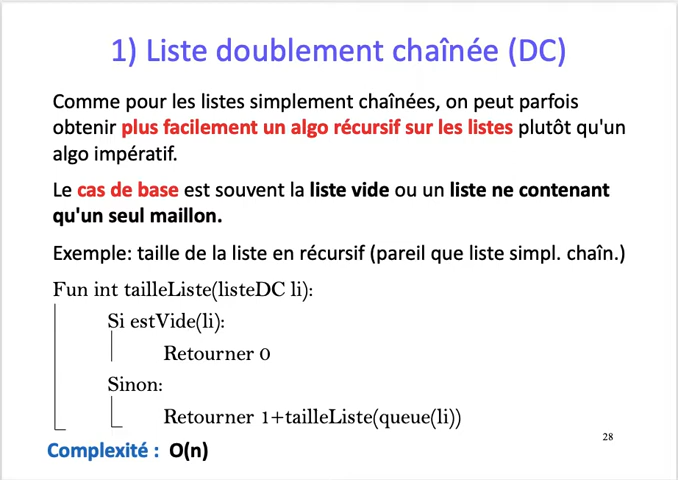 1) Liste doublement chaînée (DC)
Comme pour les listes simplement chaînées, on peut parfois
obtenir plus facilement un algo récursif sur les listes plutôt qu'un
algo impératif.
Le cas de base est souvent la liste vide ou un liste ne contenant
qu'un seul maillon.
Exemple: taille de la liste en récursif (pareil que liste simpl. chaîn.)
Fun int tailleListe(listeDC li):
Si estVide(li):
Retourner 0
Sinon:
Retourner 1+tailleListe(queue(li))
28
Complexité : O(n)